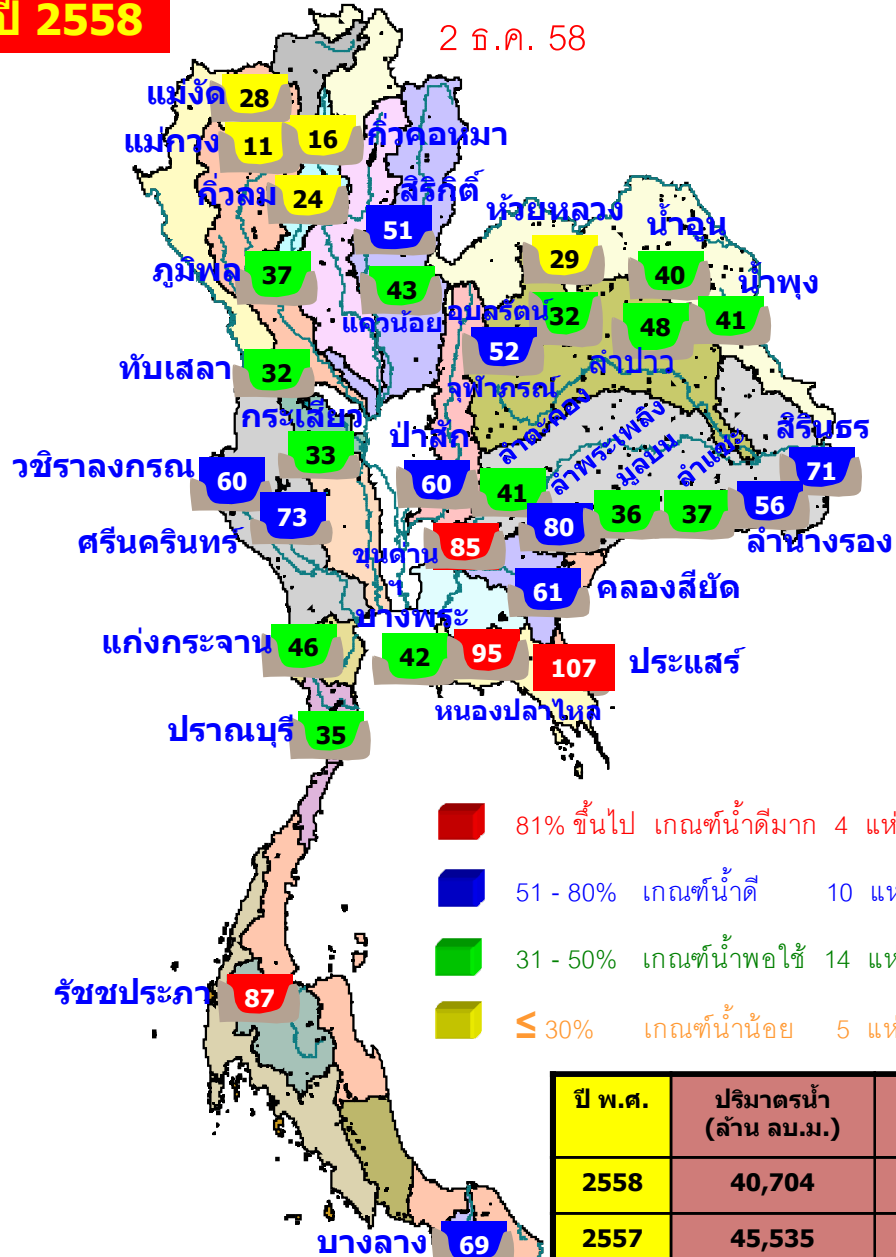 ปี 2558
2 ธ.ค. 58
แม่งัด 28
แม่กวง 11
16 กิ่วคอหมา
กิ่วลม 24
สิริกิติ์
51
ห้วยหลวง
29
น้ำอูน
40
น้ำพุง
41
ภูมิพล 37
43
แควน้อย
อุบลรัตน์
32
48
ลำปาว
52
จุฬาภรณ์
ทับเสลา 32
กระเสียว
33
ป่าสัก
60
ลำตะคอง
41
ลำพระเพลิง
80
มูลบน
36
ลำแชะ
37
สิรินธร
71
56
ลำนางรอง
วชิราลงกรณ 60
73
ศรีนครินทร์
85
ขุนด่าน
ฯ
61 คลองสียัด
บางพระ
42
95
107 ประแสร์
หนองปลาไหล
แก่งกระจาน 46
ปราณบุรี 35
81% ขึ้นไป เกณฑ์น้ำดีมาก 4 แห่
51 - 80% เกณฑ์น้ำดี 10 แห
31 - 50% เกณฑ์น้ำพอใช้ 14 แห
≤ 30% เกณฑ์น้ำน้อย 5 แห่
รัชชประภา 87
บางลาง 69
ปี พ.ศ. ปริมาตรน้ำ
(ล้าน ลบ.ม.)
2558 40,704
2557 45,535